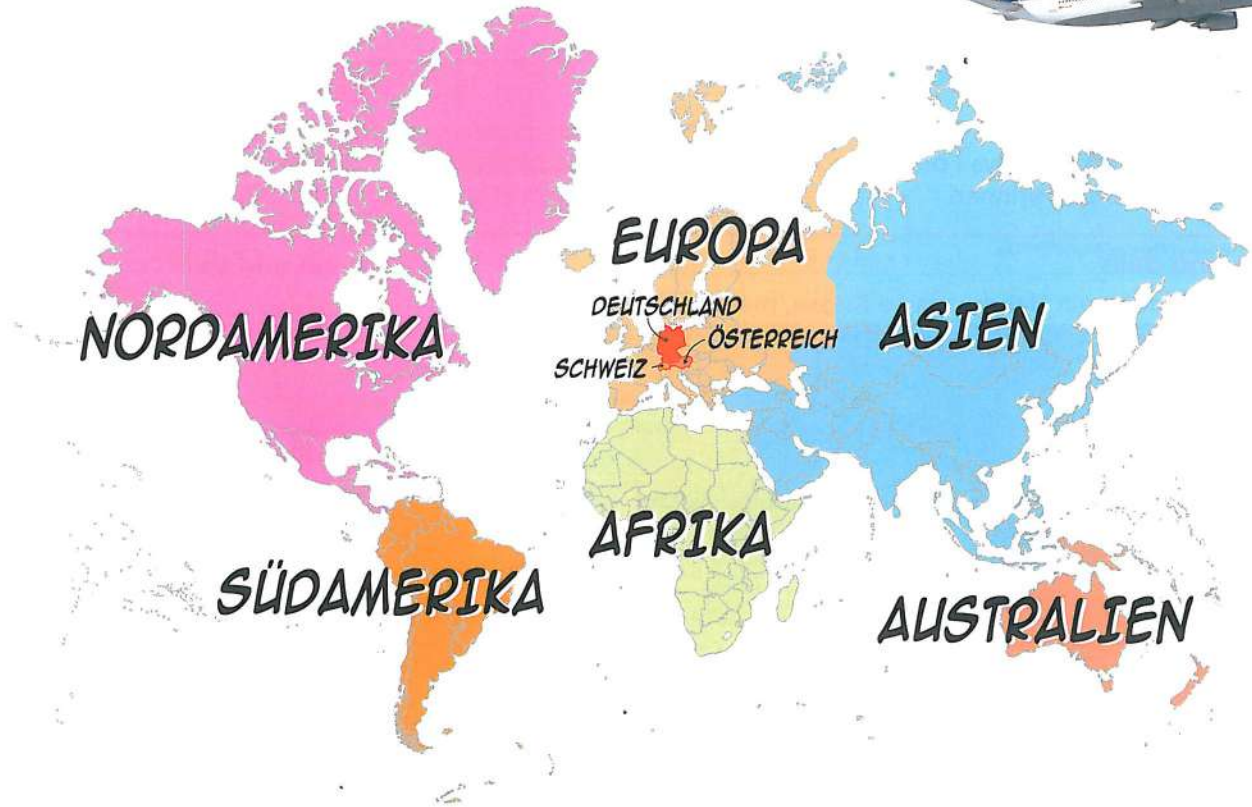 EUROPA
DEUTSCHLAND
NORDAMERIKA
ÖSTERREICH
ASIEN
SCHWEIZ
AFRIKA
SÜDAMERIKA
AUSTRALIEN